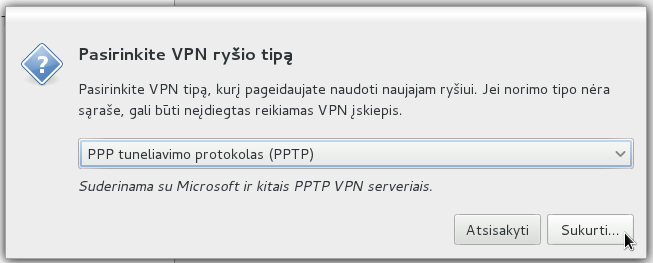 Pasirinkite VPN ryšio tipą
Pasirinkite VPN tipą, kurį pageidaujate naudoti naujajam ryšiui. Jei norimo tipo nėra
sąraše, gali būti neįdiegtas reikiamas VPN įskiepis.
PPP tuneliavimo protokolas (PPTP)
Suderinama su Microsoft ir kitais PPTP VPN serveriais.
Atsisakyti
Sukurti...